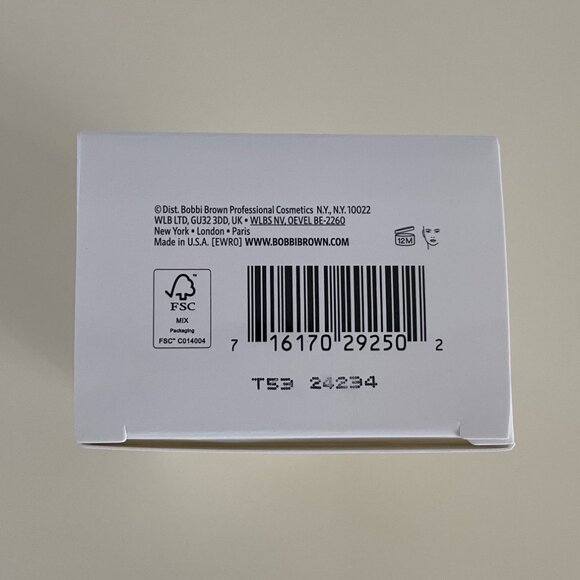 © Dist. Bobbi Brown Professional Cosmetics N.Y., N.Y. 10022
WLB LTD, GU32 3DD, UK • WLBS NV, OEVEL BE-2260
New York • London • Paris
Made in U.S.A. [EWR0] WWW.BOBBIBROWN.COM
12M
FSC
MIX
Packaging
FSC™ C014004
7 16170 29250 2
T53 24234